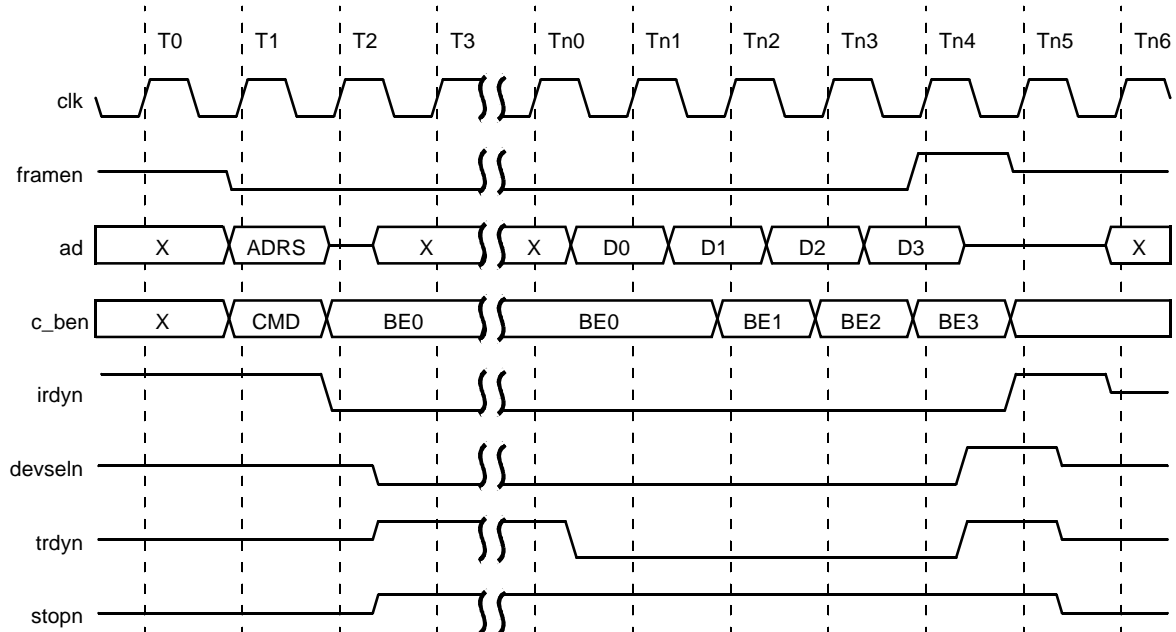 T0 T1 T2 T3 Tn0 Tn1 Tn2 Tn3 Tn4 Tn5 Tn6
clk
framen
ad X ADRS X X D0 D1 D2 D3 X
c_ben X CMD BE0 BE0 BE1 BE2 BE3
irdyn
devseln
trdyn
stopn